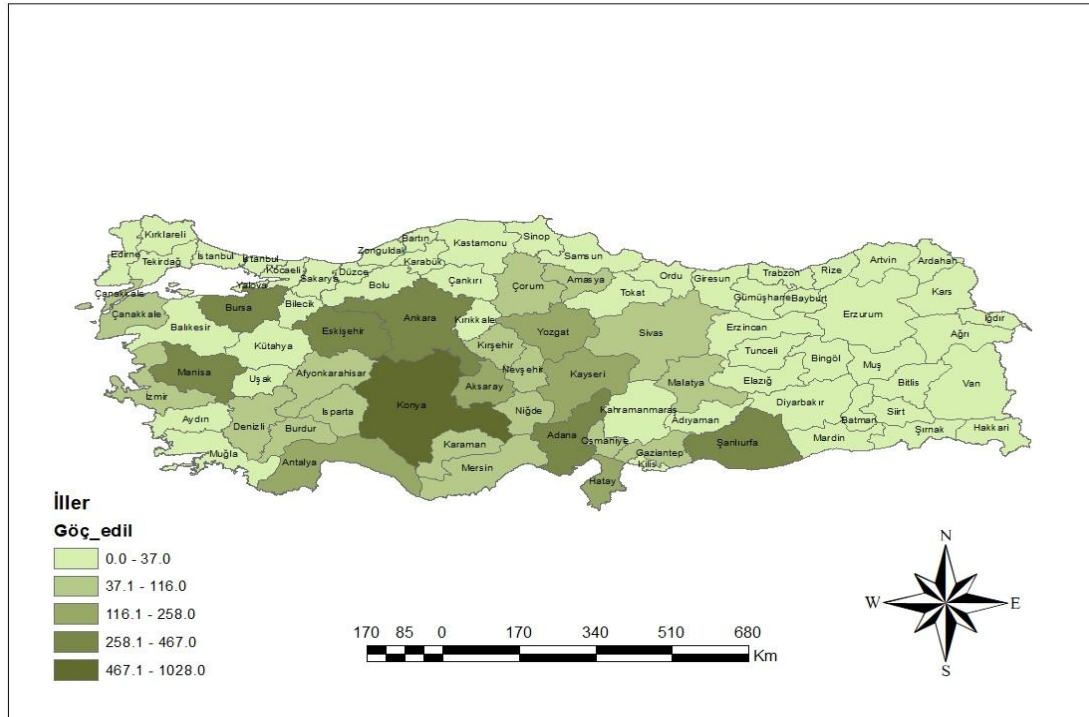 Kırklareli
Edirne
Tekirdağ
İstanbul
İstanbul
Kocaeli
Yalova
Sakarya
Düzce
Zonguldak
Bartın
Karabük
Kastamonu
Sinop
Samsun
Bolu
Çankırı
Çorum
Amasya
Ordu
Giresun
Trabzon
Rize
Artvin
Ardahan
Kars
Tokat
Gümüşhane
Bayburt
Erzurum
Iğdır
Ağrı
Çanakkale
Çanakkale
Bursa
Bilecik
Balıkesir
Eskişehir
Ankara
Kırıkkale
Yozgat
Sivas
Erzincan
Kütahya
Kırşehir
Tunceli
Bingöl
Muş
Manisa
Uşak
Afyonkarahisar
Nevşehir
Kayseri
Malatya
Elazığ
Bitlis
Van
İzmir
Aksaray
Diyarbakır
Konya
Isparta
Niğde
Kahramanmaraş
Adıyaman
Batman
Siirt
Aydın
Denizli
Burdur
Şırnak
Hakkari
Mardin
Karaman
Adana
Osmaniye
Şanlıurfa
Muğla
Antalya
Mersin
Gaziantep
Kilis
Hatay
İller
Göç_edil
0.0 - 37.0
37.1 - 116.0
116.1 - 258.0
258.1 - 467.0
467.1 - 1028.0
170 85 0 170 340 510 680
Km
N
W E
S